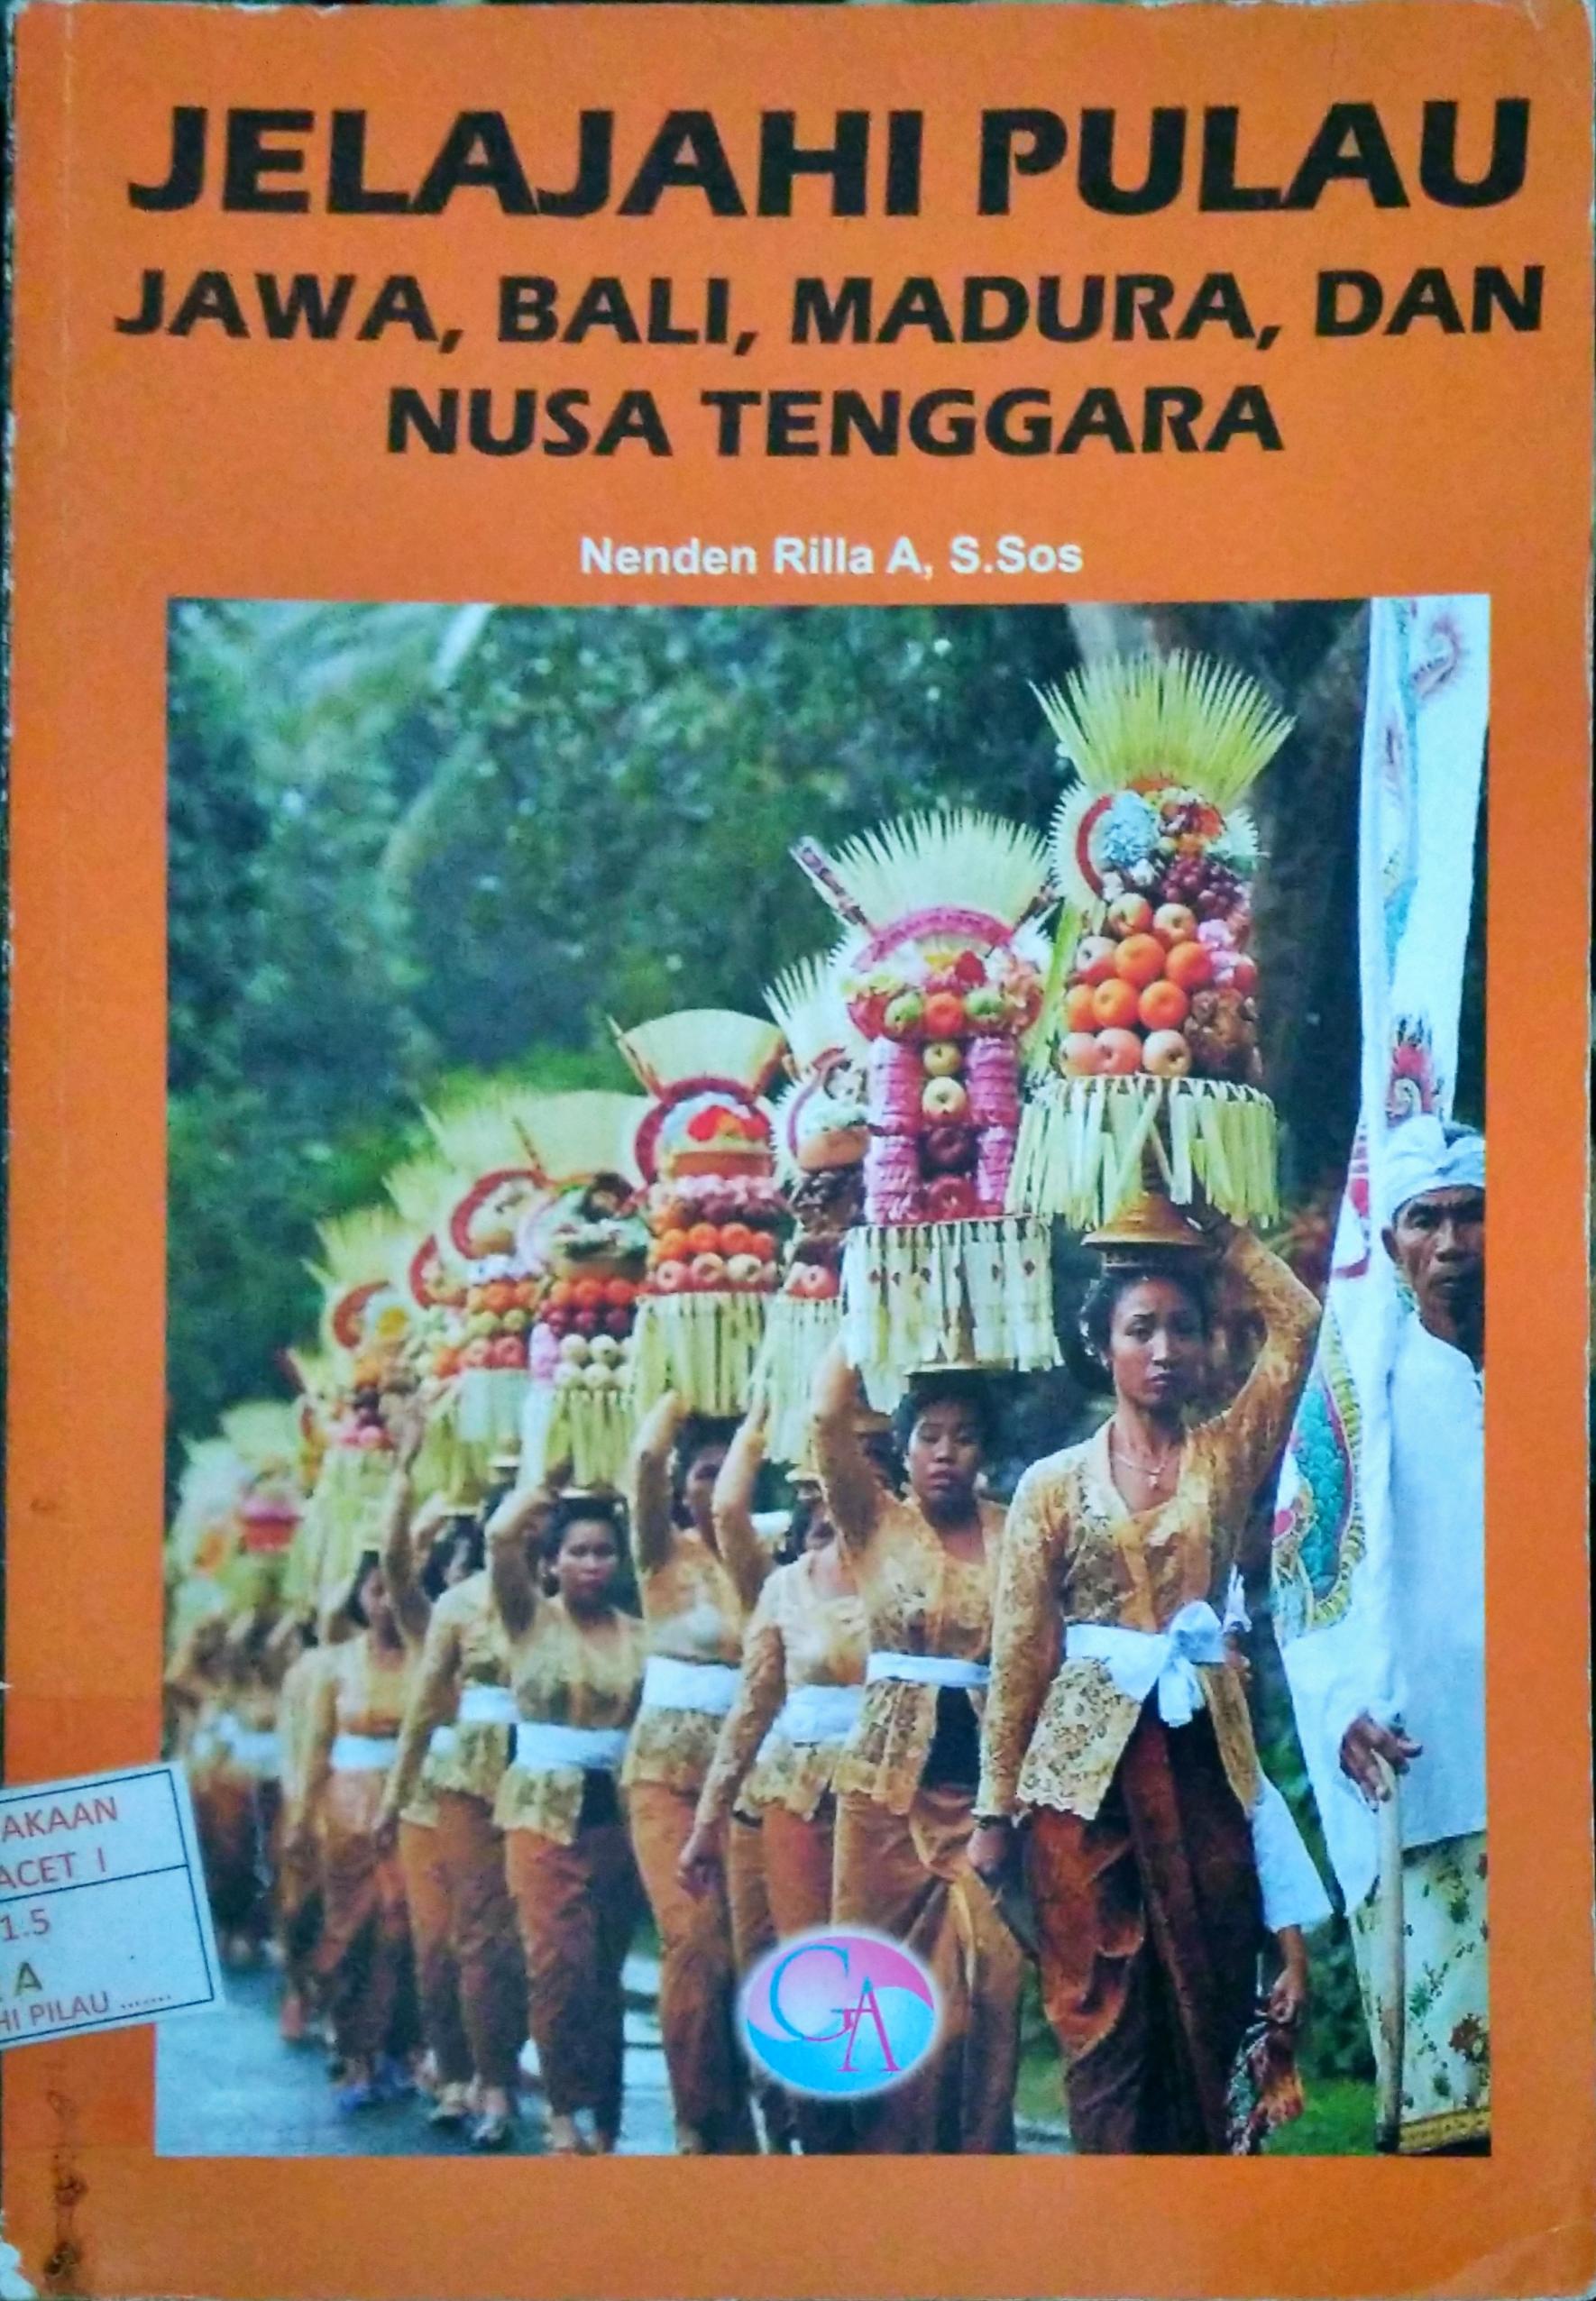 JELAJAHI PULAU
JAWA, BALI, MADURA, DAN
NUSA TENGGARA
Nenden Rilla A, S.Sos
AKAAN
ACET I
1.5
A
HI PILAU .......
GA